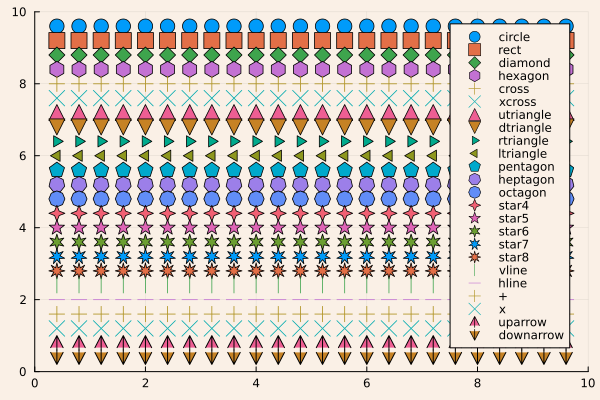 10
8
6
4
2
0
0 2 4 6 8 10
circle
rect
diamond
hexagon
cross
xcross
utriangle
dtriangle
rtriangle
ltriangle
pentagon
heptagon
octagon
star4
star5
star6
star7
star8
vline
hline
+
x
uparrow
downarrow